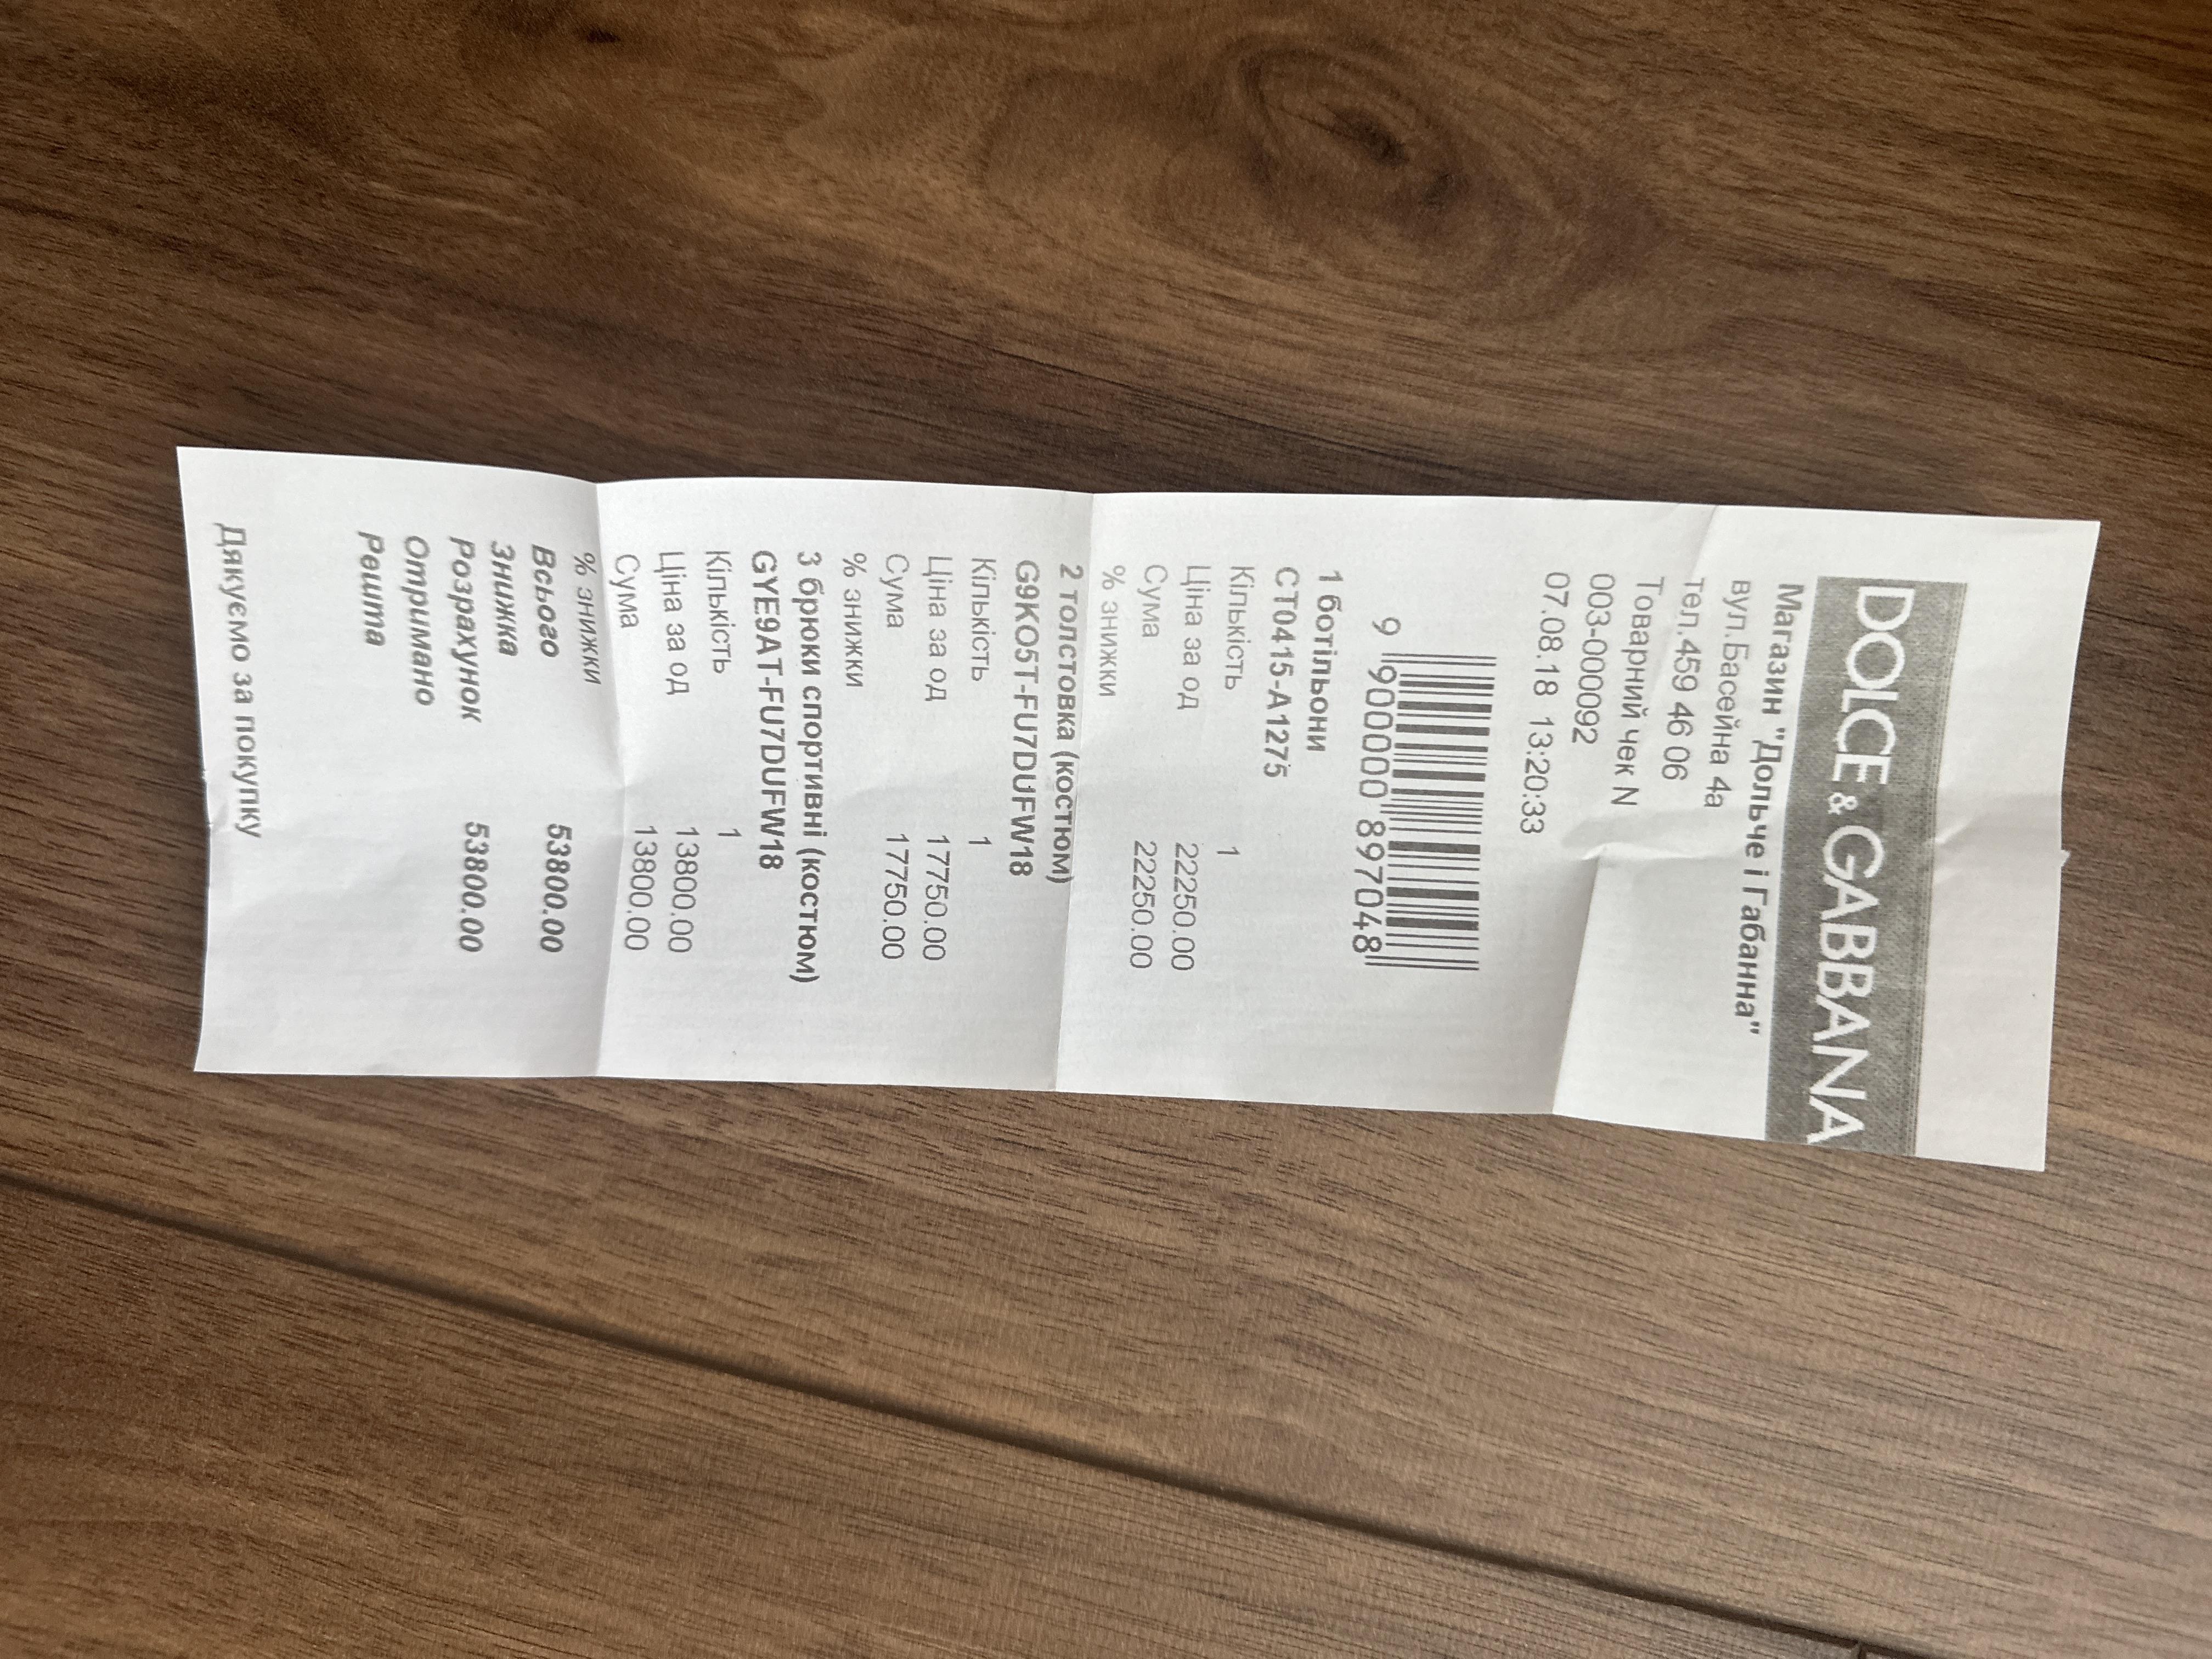 DOLCE & GABBANA
Магазин "Дольче і Габанна"
вул.Басейна 4а
тел.459 46 06
Товарний чек N
003-0000092
07.08.18 13:20:33
9 900000 897048
1 ботільони
CT0415-A1275
Кількість 1
Ціна за од 22250.00
Сума 22250.00
% знижки
2 толстовка (костюм)
G9KO5T-FU7DUFW18
Кількість 1
Ціна за од 17750.00
Сума 17750.00
% знижки
3 брюки спортивні (костюм)
GYE9AT-FU7DUFW18
Кількість 1
Ціна за од 13800.00
Сума 13800.00
% знижки
Всього 53800.00
Знижка
Розрахунок 53800.00
Отримано
Решта
Дякуємо за покупку